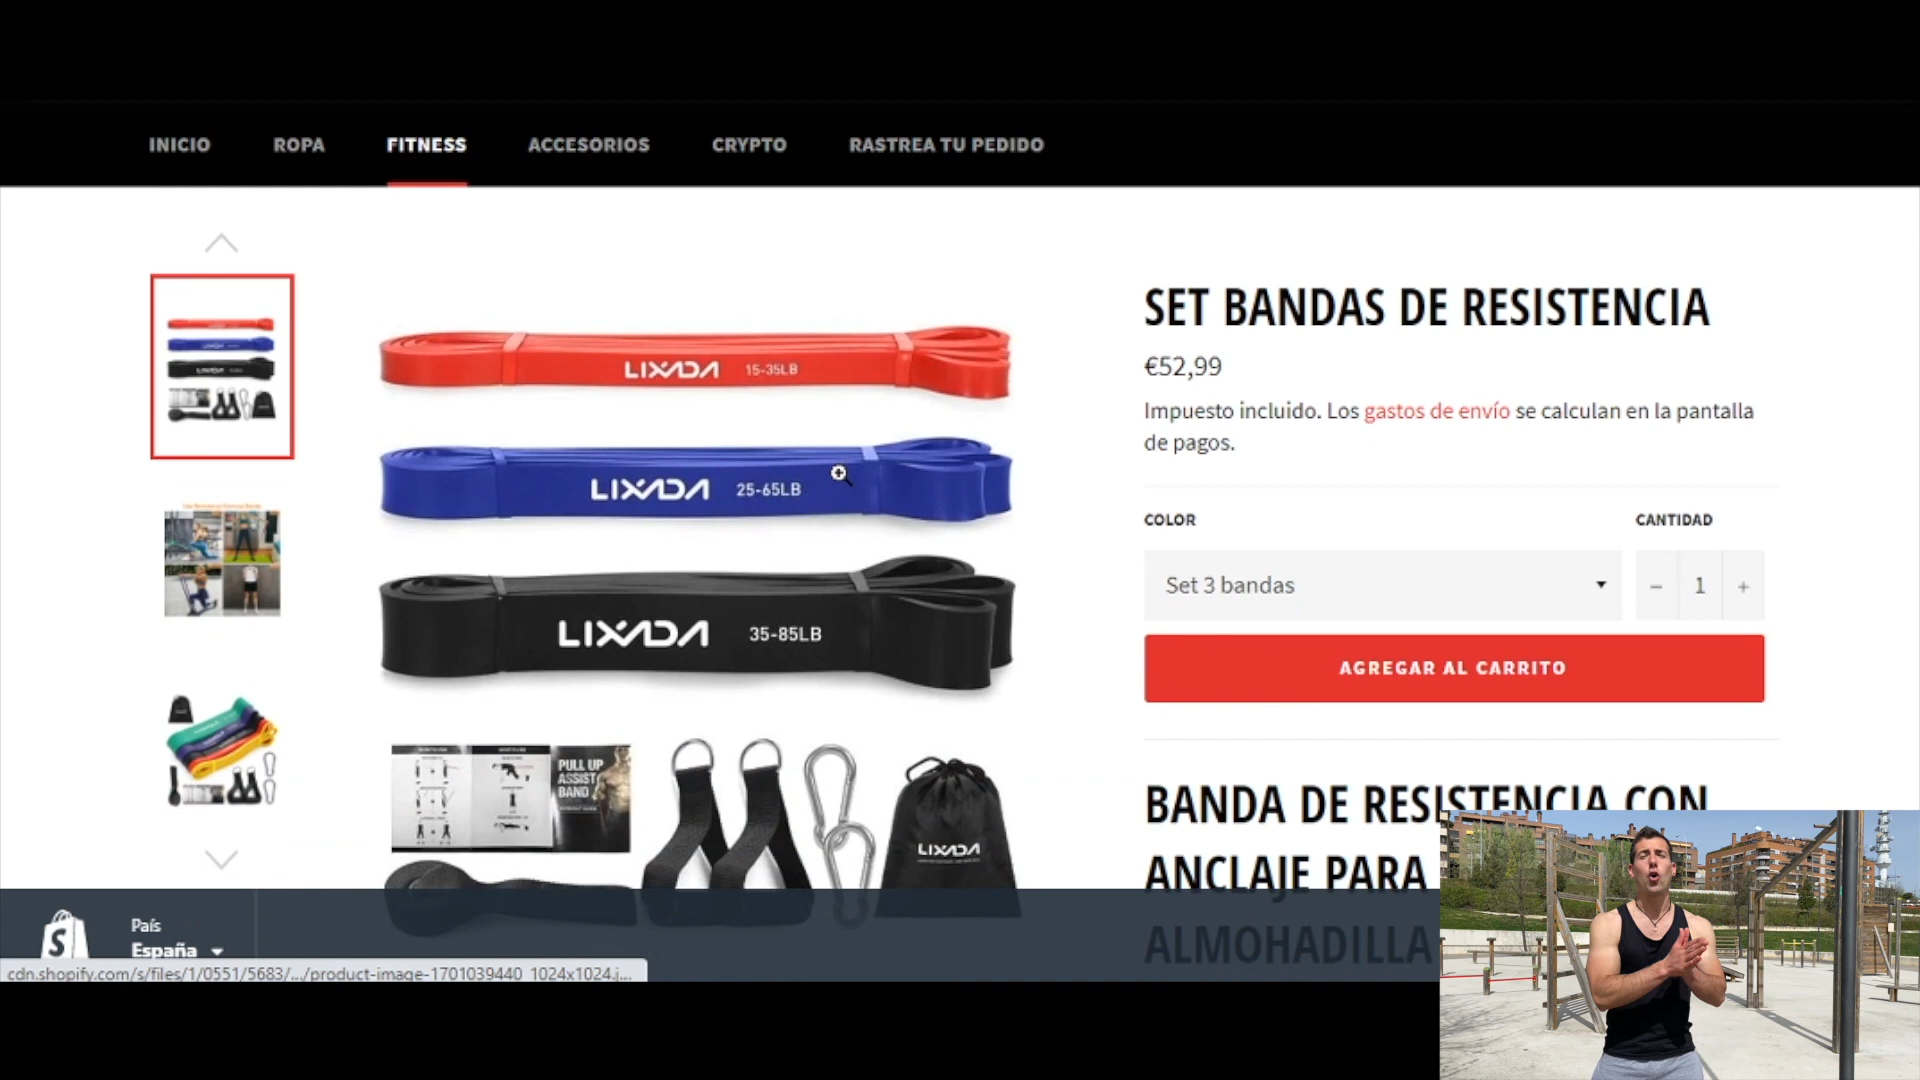 INICIO ROPA FITNESS ACCESORIOS CRYPTO RASTREA TU PEDIDO
SET BANDAS DE RESISTENCIA
€52,99
Impuesto incluido. Los gastos de envío se calculan en la pantalla
de pagos.
COLOR CANTIDAD
Set 3 bandas − 1 +
AGREGAR AL CARRITO
BANDA DE RESISTENCIA CON
ANCLAJE PARA
ALMOHADILLA
LIXADA 15-35LB
LIXADA 25-65LB
LIXADA 35-85LB
PULL UP
ASSIST
BAND
LIXADA
País
España
cdn.shopify.com/s/files/1/0551/5683/.../product-image-1701039440_1024x1024.j...